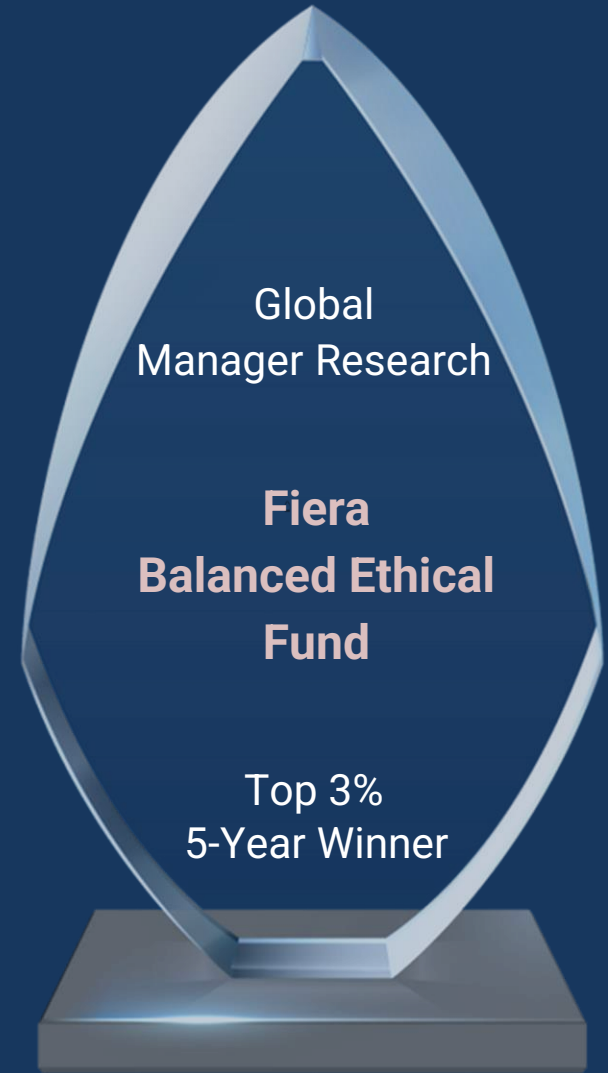 Global
Manager Research
Fiera
Balanced Ethical
Fund
Top 3%
5-Year Winner